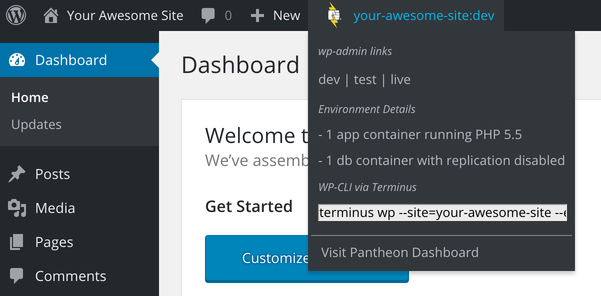 Your Awesome Site 0 + New your-awesome-site:dev
Dashboard
Home
Updates
Posts
Media
Pages
Comments
Dashboard
Welcome t
We've assemb
Get Started
Customize
wp-admin links
dev | test | live
Environment Details
- 1 app container running PHP 5.5
- 1 db container with replication disabled
WP-CLI via Terminus
terminus wp --site=your-awesome-site --e
Visit Pantheon Dashboard